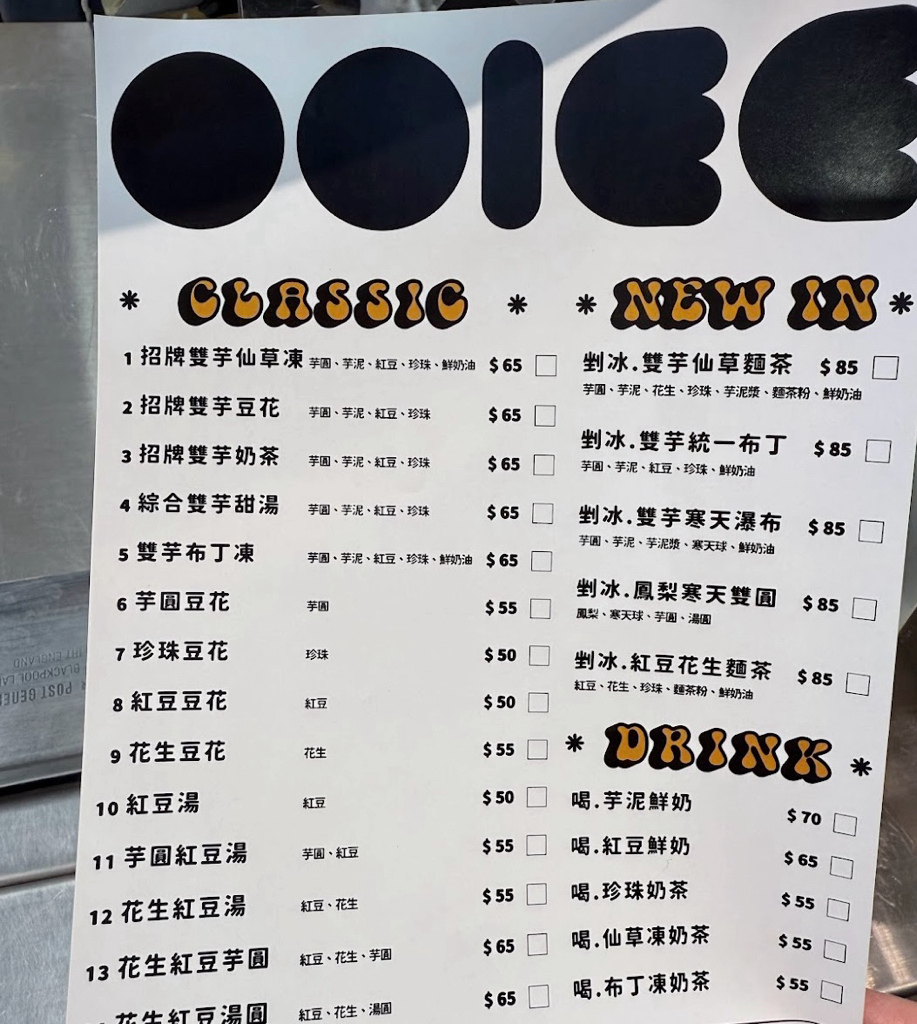 CLASSIC
1 招牌雙芋仙草凍 芋圓、芋泥、紅豆、珍珠、鮮奶油 $65
2 招牌雙芋豆花 芋圓、芋泥、紅豆、珍珠 $65
3 招牌雙芋奶茶 芋圓、芋泥、紅豆、珍珠 $65
4 綜合雙芋甜湯 芋圓、芋泥、紅豆、珍珠 $65
5 雙芋布丁凍 芋圓、芋泥、紅豆、珍珠、鮮奶油 $65
6 芋圓豆花 芋圓 $55
7 珍珠豆花 珍珠 $50
8 紅豆豆花 紅豆 $50
9 花生豆花 花生 $55
10 紅豆湯 紅豆 $50
11 芋圓紅豆湯 芋圓、紅豆 $55
12 花生紅豆湯 紅豆、花生 $55
13 花生紅豆芋圓 紅豆、花生、芋圓 $65
花生紅豆湯圓 紅豆、花生、湯圓 $65
NEW IN
剉冰.雙芋仙草麵茶 $85
芋圓、芋泥、花生、珍珠、芋泥漿、麵茶粉、鮮奶油
剉冰.雙芋統一布丁 $85
芋圓、芋泥、紅豆、珍珠、鮮奶油
剉冰.雙芋寒天瀑布 $85
芋圓、芋泥、芋泥漿、寒天球、鮮奶油
剉冰.鳳梨寒天雙圓 $85
鳳梨、寒天球、芋圓、湯圓
剉冰.紅豆花生麵茶 $85
紅豆、花生、珍珠、麵茶粉、鮮奶油
DRINK
喝.芋泥鮮奶 $70
喝.紅豆鮮奶 $65
喝.珍珠奶茶 $55
喝.仙草凍奶茶 $55
喝.布丁凍奶茶 $55
POST
BLACKPOOL
ENGLAND